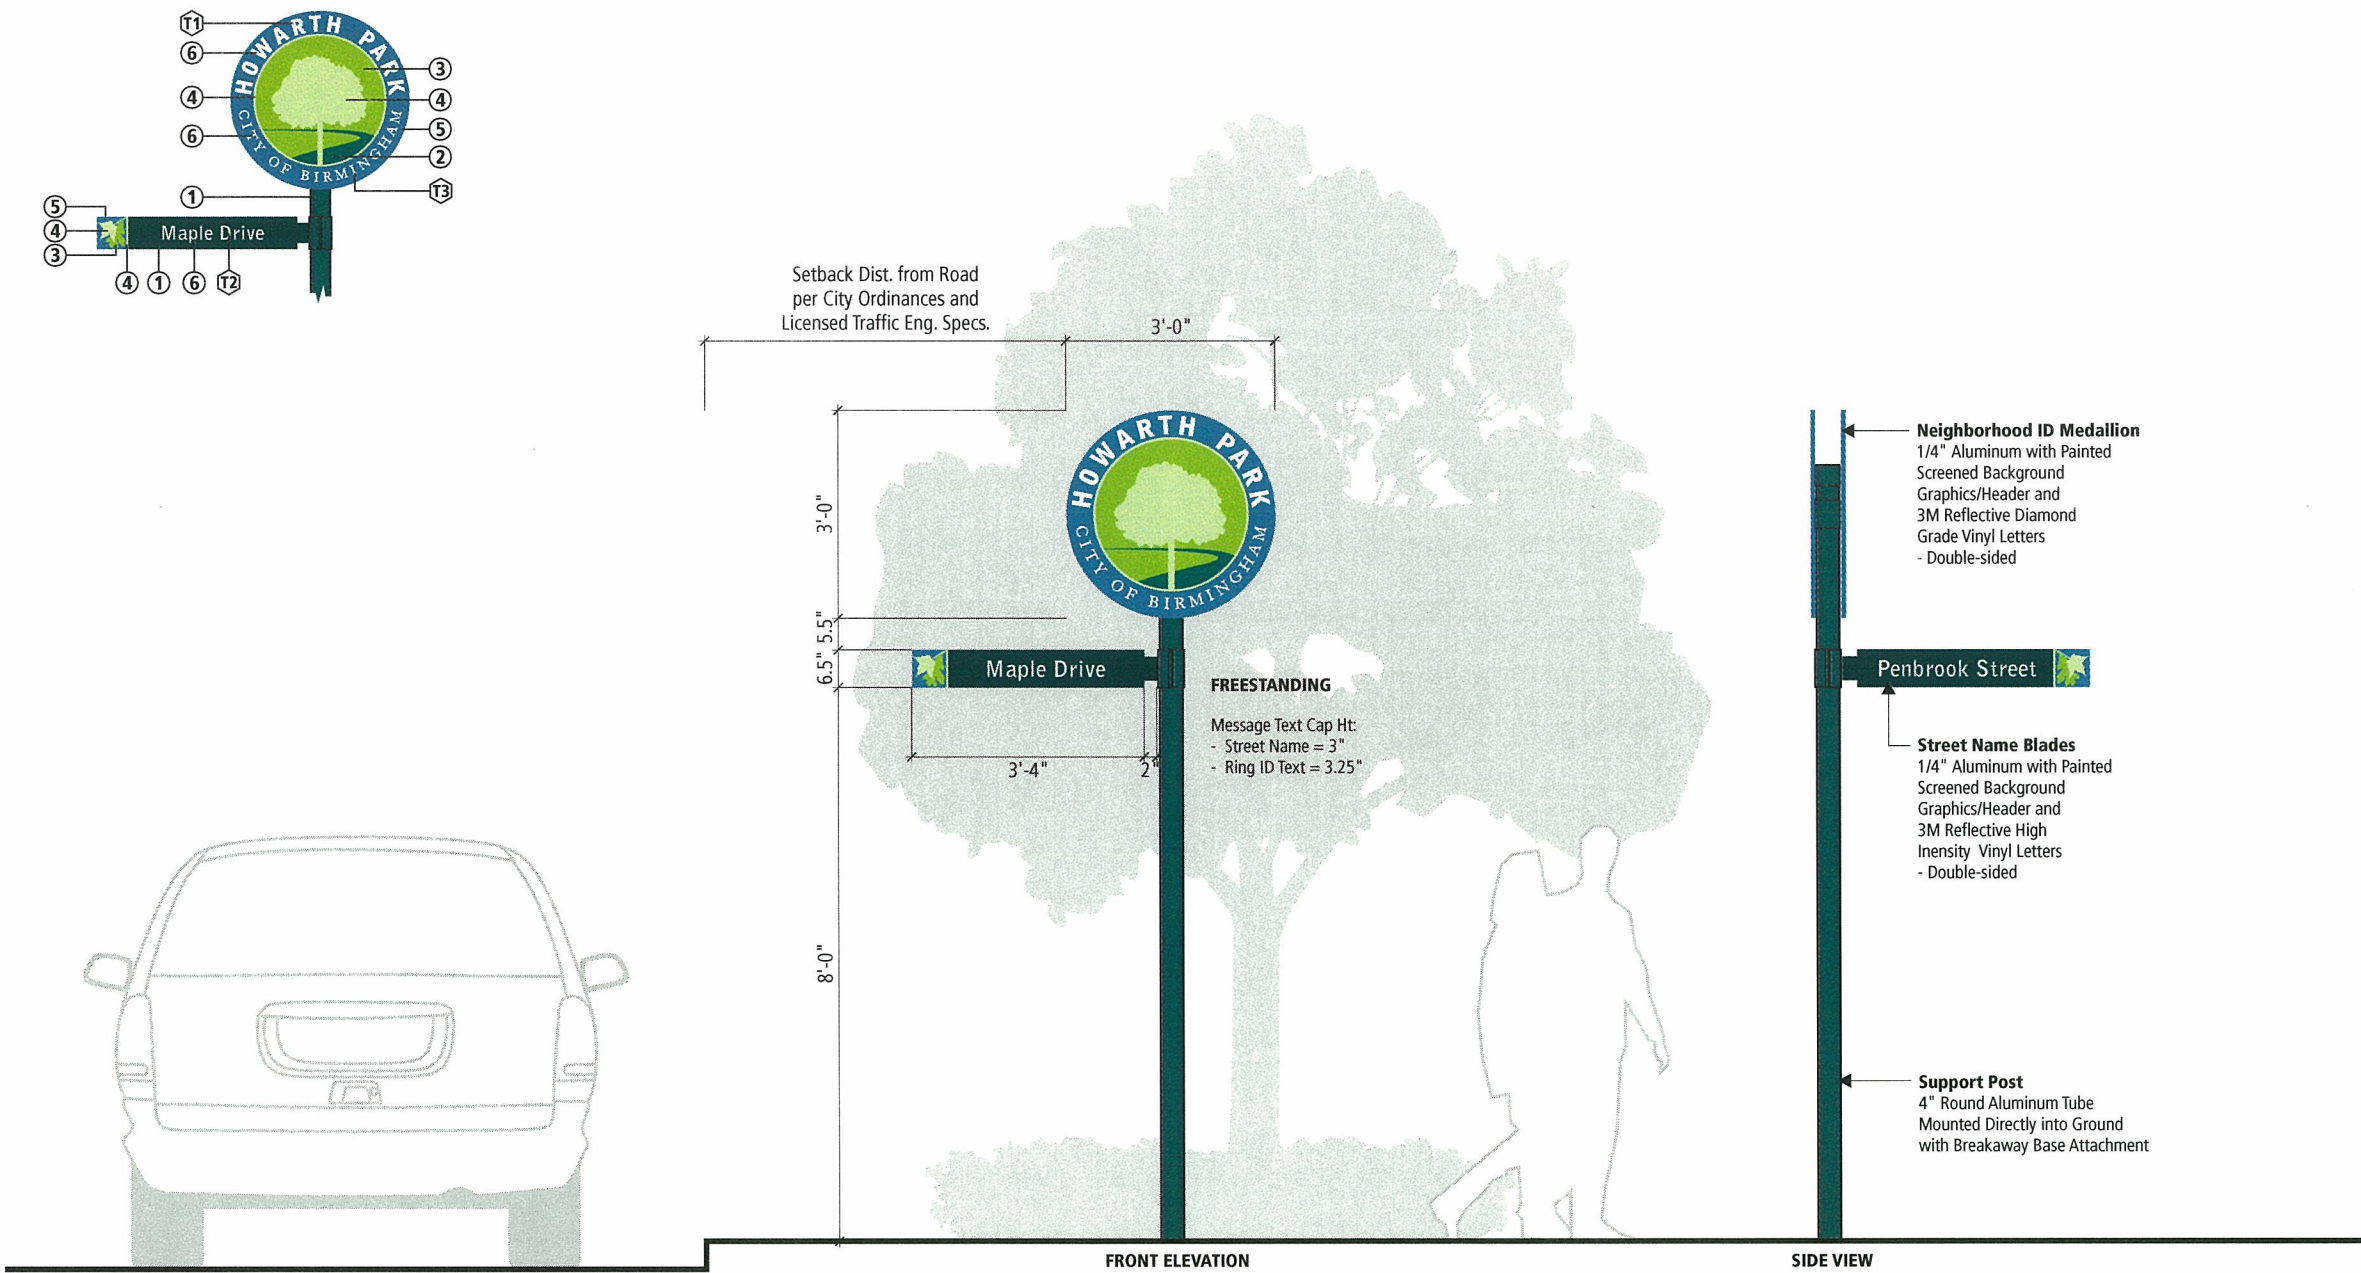 T1
HOWARTH PARK
6
3
4
4
6
5
2
CITY OF BIRMINGHAM
T3
1
5
4
3
Maple Drive
4
1
6
T2
Setback Dist. from Road
per City Ordinances and
Licensed Traffic Eng. Specs.
3'-0"
3'-0"
HOWARTH PARK
CITY OF BIRMINGHAM
5.5"
6.5"
Maple Drive
3'-4"
2"
8'-0"
FREESTANDING
Message Text Cap Ht:
- Street Name = 3"
- Ring ID Text = 3.25"
Neighborhood ID Medallion
1/4" Aluminum with Painted
Screened Background
Graphics/Header and
3M Reflective Diamond
Grade Vinyl Letters
- Double-sided
Penbrook Street
Street Name Blades
1/4" Aluminum with Painted
Screened Background
Graphics/Header and
3M Reflective High
Inensity Vinyl Letters
- Double-sided
Support Post
4" Round Aluminum Tube
Mounted Directly into Ground
with Breakaway Base Attachment
FRONT ELEVATION
SIDE VIEW